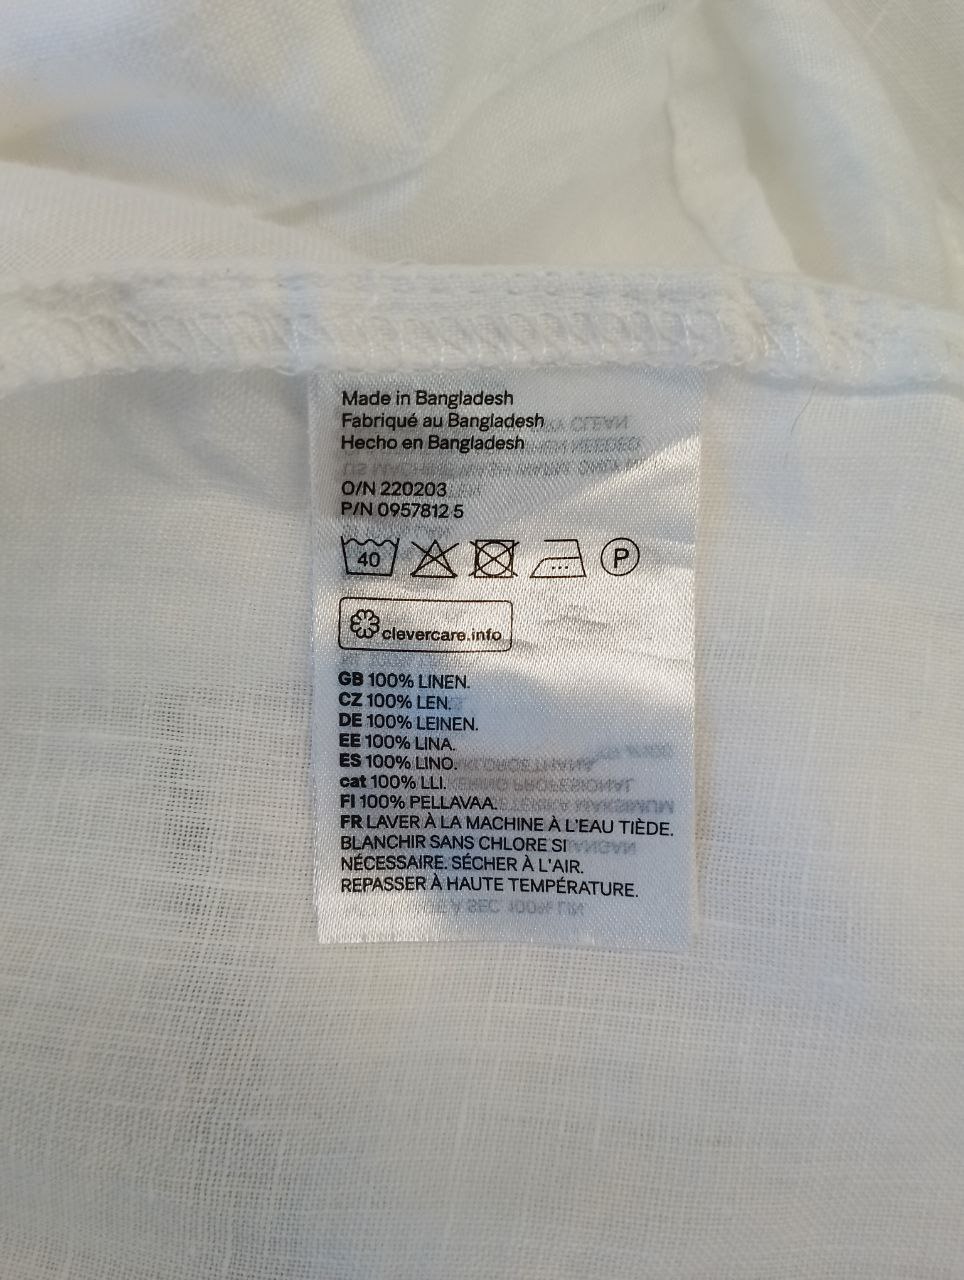 Made in Bangladesh
Fabriqué au Bangladesh
Hecho en Bangladesh
O/N 220203
P/N 0957812 5
40
P
clevercare.info
GB 100% LINEN.
CZ 100% LEN.
DE 100% LEINEN.
EE 100% LINA.
ES 100% LINO.
cat 100% LLI.
FI 100% PELLAVAA.
FR LAVER À LA MACHINE À L'EAU TIÈDE.
BLANCHIR SANS CHLORE SI
NÉCESSAIRE. SÉCHER À L'AIR.
REPASSER À HAUTE TEMPÉRATURE.